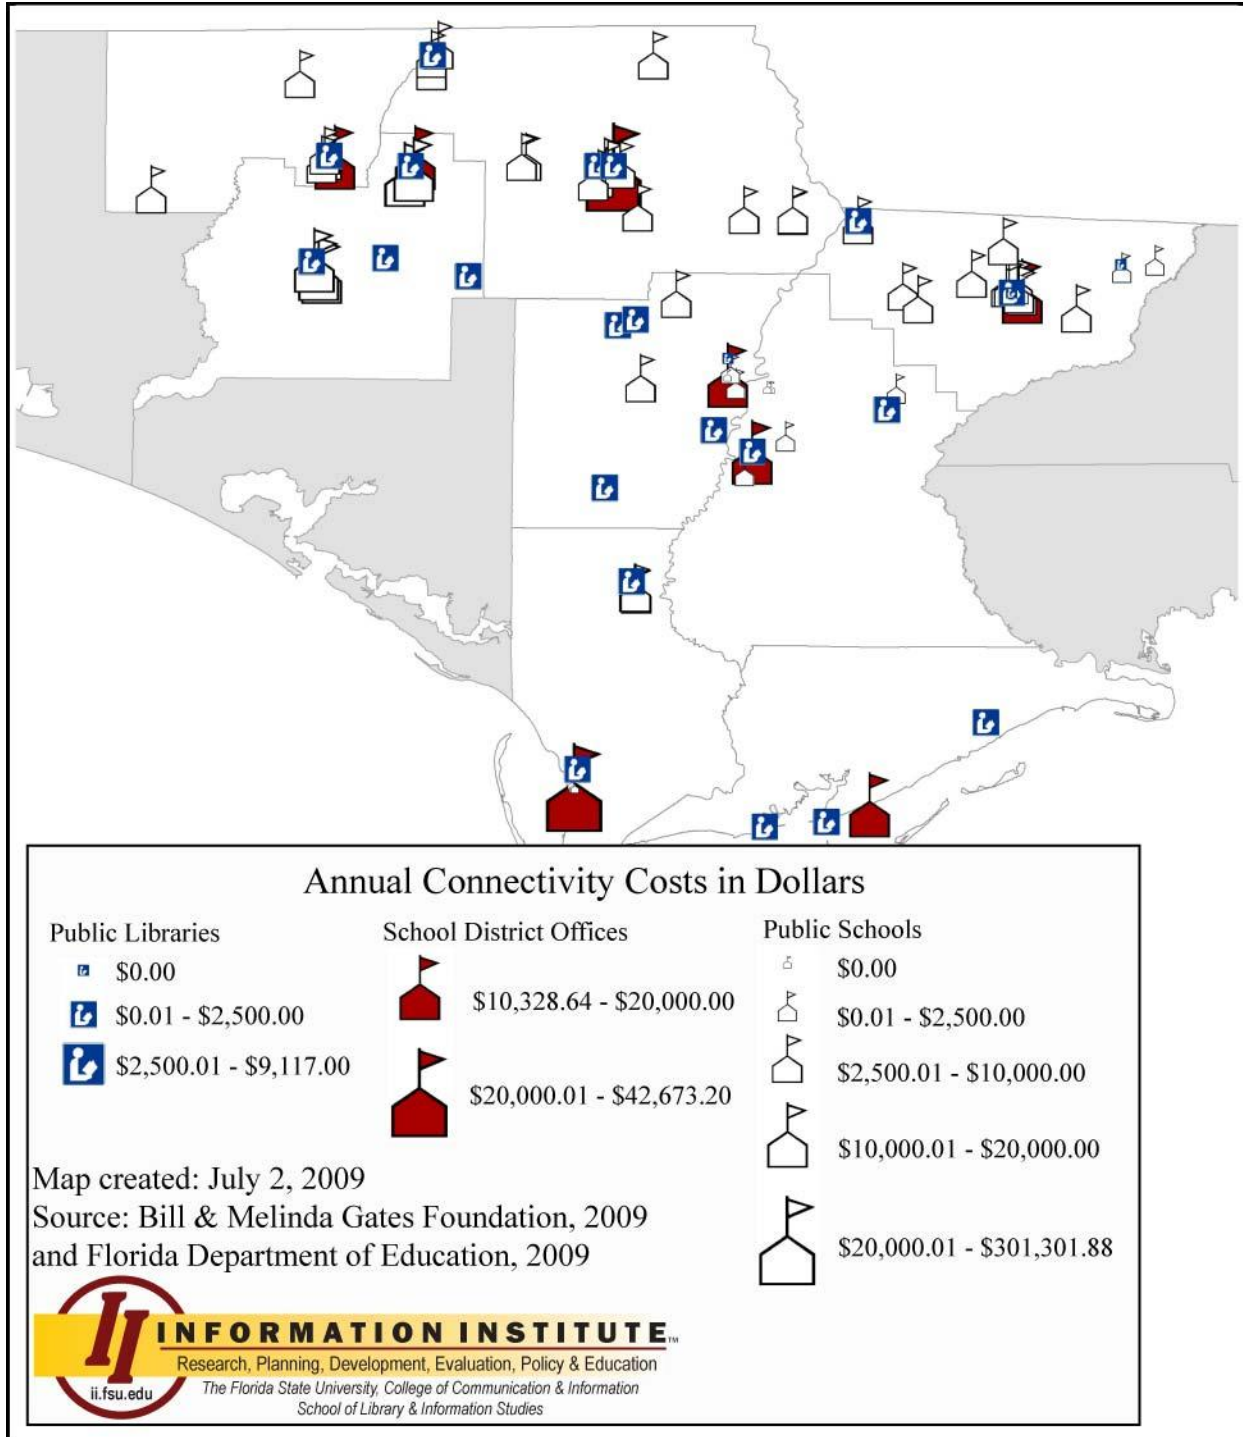 Annual Connectivity Costs in Dollars
Public Libraries
$0.00
$0.01 - $2,500.00
$2,500.01 - $9,117.00
School District Offices
$10,328.64 - $20,000.00
$20,000.01 - $42,673.20
Public Schools
$0.00
$0.01 - $2,500.00
$2,500.01 - $10,000.00
$10,000.01 - $20,000.00
$20,000.01 - $301,301.88
Map created: July 2, 2009
Source: Bill & Melinda Gates Foundation, 2009
and Florida Department of Education, 2009
II
ii.fsu.edu
INFORMATION INSTITUTE™
Research, Planning, Development, Evaluation, Policy & Education
The Florida State University, College of Communication & Information
School of Library & Information Studies